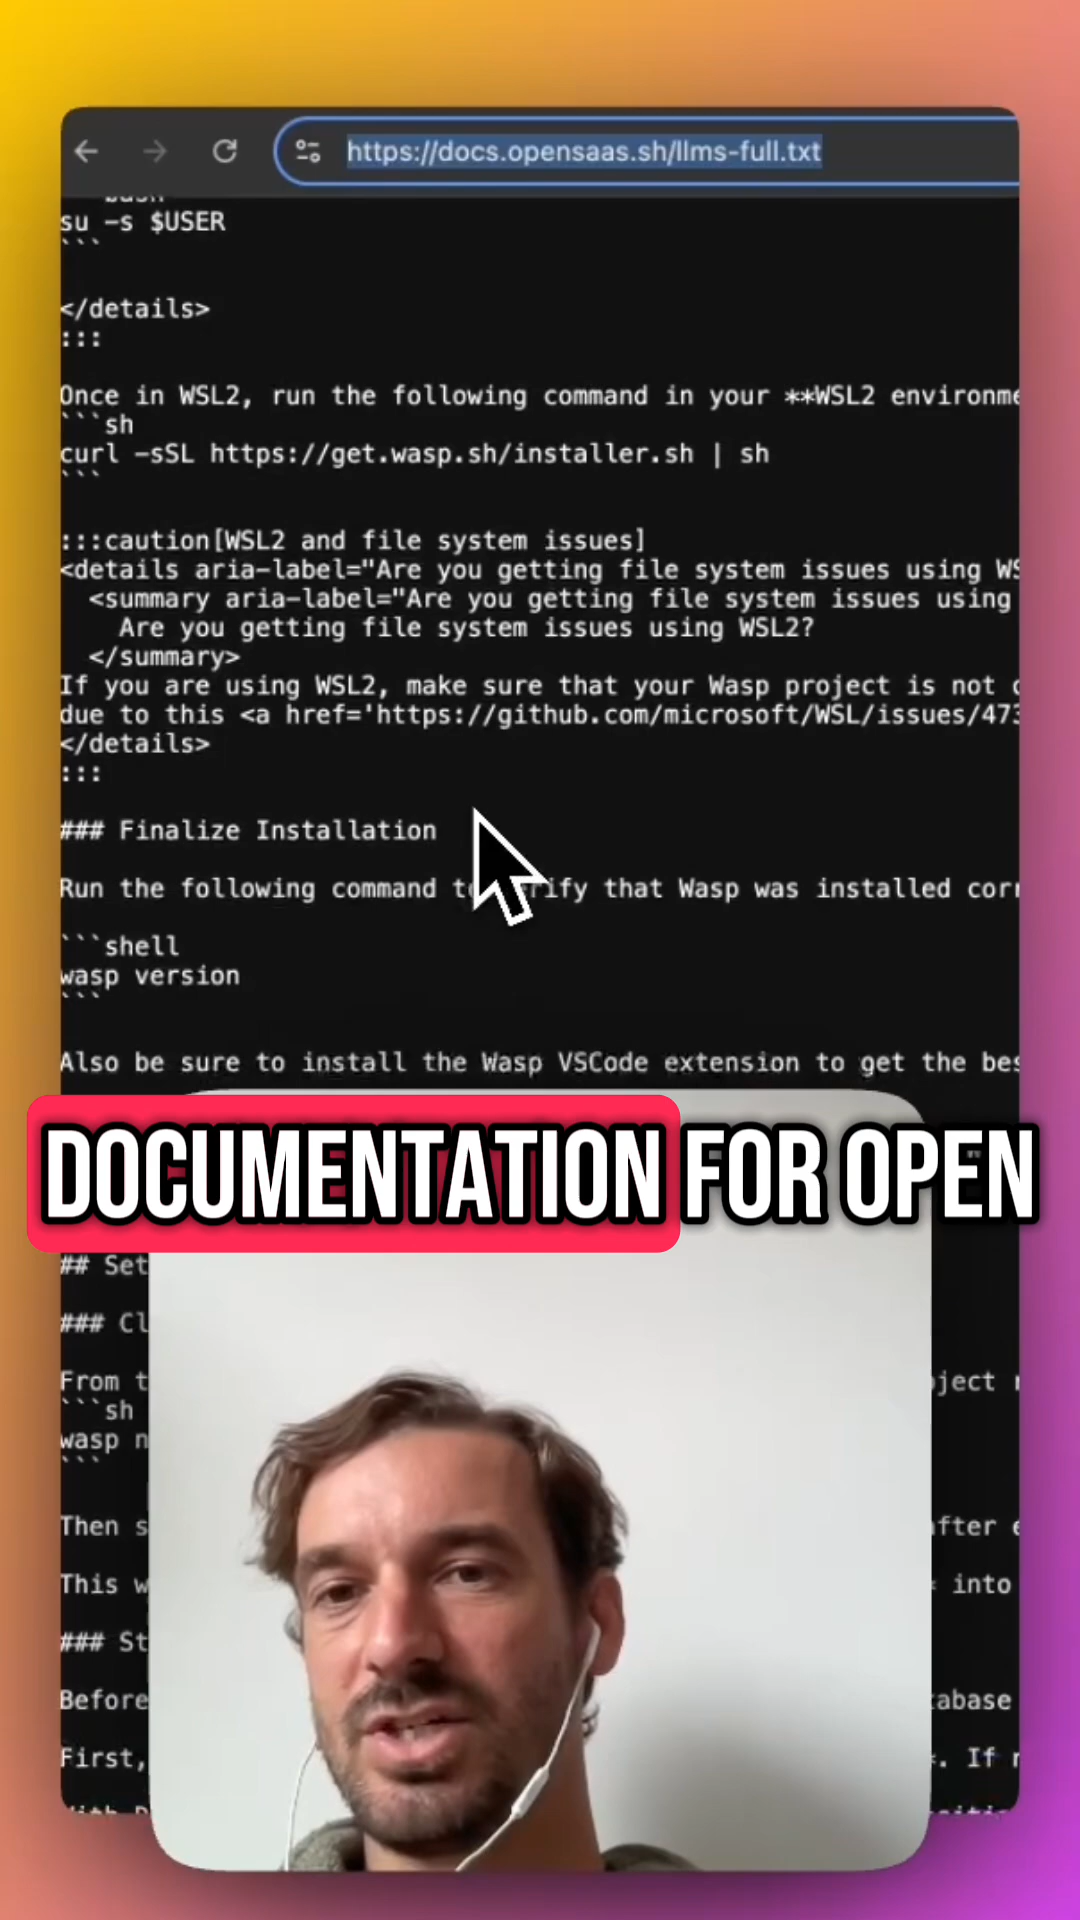 https://docs.opensaas.sh/llms-full.txt
su -s $USER
```
</details>
:::
Once in WSL2, run the following command in your **WSL2 environme
```sh
curl -sSL https://get.wasp.sh/installer.sh | sh
```
:::caution[WSL2 and file system issues]
<details aria-label="Are you getting file system issues using WS
<summary aria-label="Are you getting file system issues using
Are you getting file system issues using WSL2?
</summary>
If you are using WSL2, make sure that your Wasp project is not
due to this <a href='https://github.com/microsoft/WSL/issues/473
</details>
:::
### Finalize Installation
Run the following command to verify that Wasp was installed corr
```shell
wasp version
```
Also be sure to install the Wasp VSCode extension to get the bes
DOCUMENTATION FOR OPEN
## Set
### Cl
From t ject r
```sh
wasp n
```
Then s after e
This w into
### St
Before tabase
First, . If n